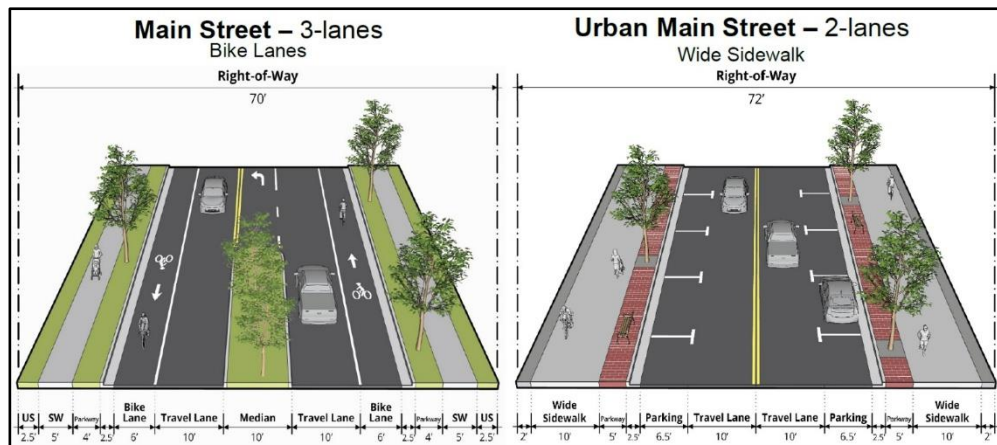 Main Street – 3-lanes
Bike Lanes
Right-of-Way
70'
US SW Parkway Bike Lane Travel Lane Median Travel Lane Bike Lane Parkway SW US
2.5' 5' 4' 6' 10' 10' 10' 6' 2.5' 4' 5' 2.5'
Urban Main Street – 2-lanes
Wide Sidewalk
Right-of-Way
72'
Wide Sidewalk Parkway Parking Travel Lane Travel Lane Parking Parkway Wide Sidewalk
2' 10' 5' 2.5' 6.5' 10' 10' 6.5' 2.5' 5' 10' 2'